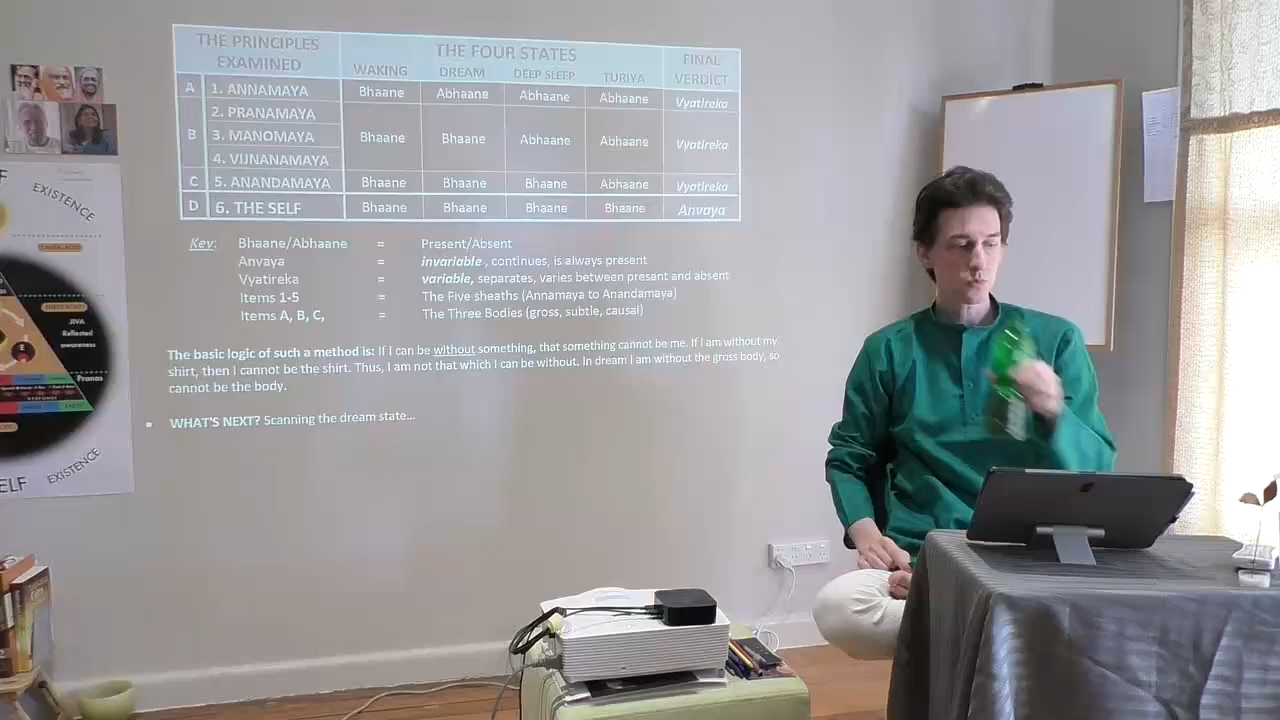 THE PRINCIPLES EXAMINED
THE FOUR STATES
FINAL VERDICT
WAKING DREAM DEEP SLEEP TURIYA
A 1. ANNAMAYA Bhaane Abhaane Abhaane Abhaane Vyatireka
2. PRANAMAYA
B 3. MANOMAYA Bhaane Bhaane Abhaane Abhaane Vyatireka
4. VIJNANAMAYA
C 5. ANANDAMAYA Bhaane Bhaane Bhaane Abhaane Vyatireka
D 6. THE SELF Bhaane Bhaane Bhaane Bhaane Anvaya
Key: Bhaane/Abhaane = Present/Absent
Anvaya = invariable , continues, is always present
Vyatireka = variable, separates, varies between present and absent
Items 1-5 = The Five sheaths (Annamaya to Anandamaya)
Items A, B, C, = The Three Bodies (gross, subtle, causal)
The basic logic of such a method is: If I can be without something, that something cannot be me. If I am without my
shirt, then I cannot be the shirt. Thus, I am not that which I can be without. In dream I am without the gross body, so
cannot be the body.
WHAT'S NEXT? Scanning the dream state...
EXISTENCE
JIVA
Reflected
awareness
Pranas
RESPONSE
EXISTENCE
ELF